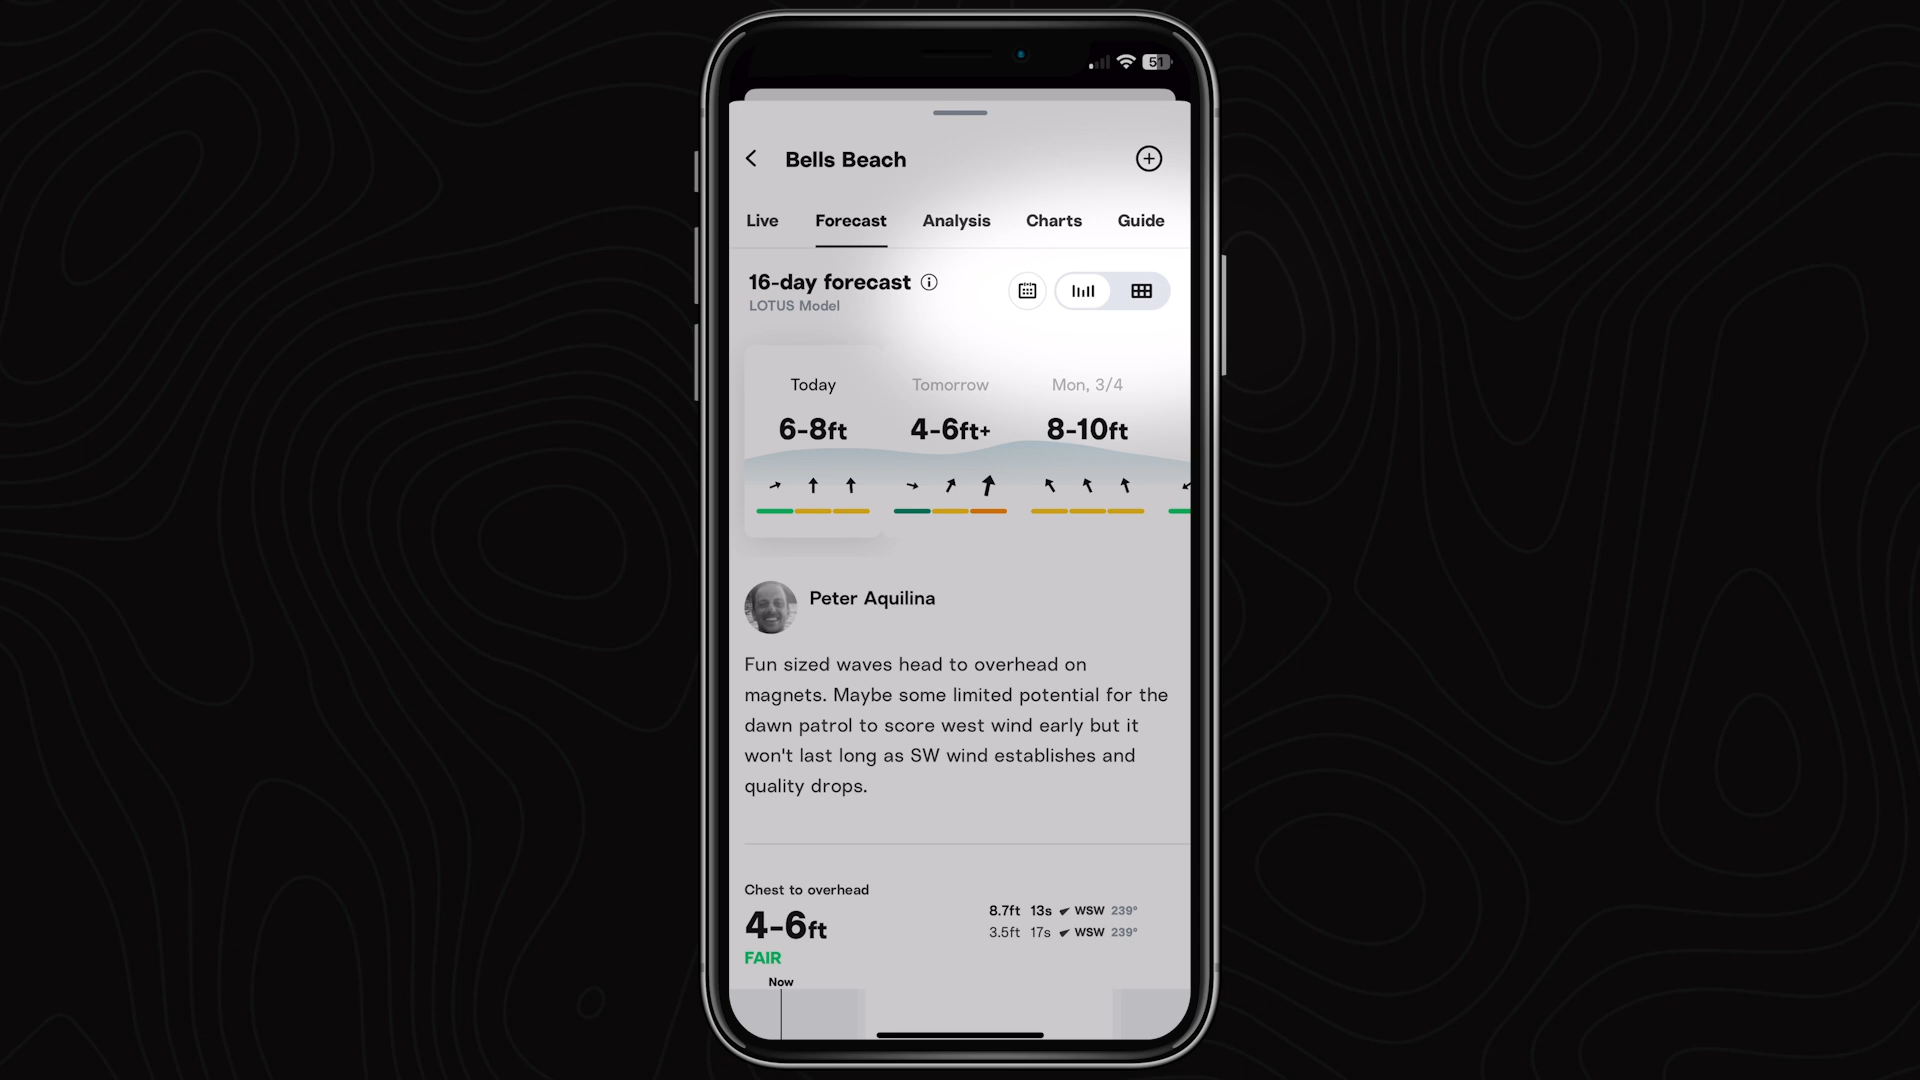 51
Bells Beach
Live Forecast Analysis Charts Guide
16-day forecast
LOTUS Model
Today Tomorrow Mon, 3/4
6-8ft 4-6ft+ 8-10ft
Peter Aquilina
Fun sized waves head to overhead on
magnets. Maybe some limited potential for the
dawn patrol to score west wind early but it
won't last long as SW wind establishes and
quality drops.
Chest to overhead
4-6ft
8.7ft 13s WSW 239°
3.5ft 17s WSW 239°
FAIR
Now